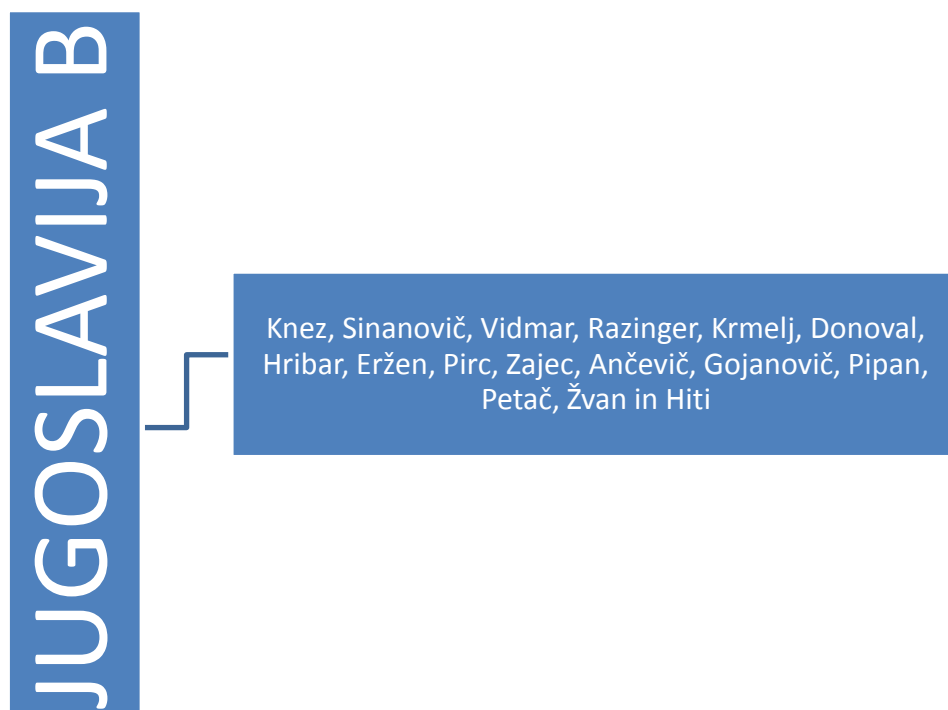 JUGOSLAVIJA B
Knez, Sinanovič, Vidmar, Razinger, Krmelj, Donoval,
Hribar, Eržen, Pirc, Zajec, Ančevič, Gojanovič, Pipan,
Petač, Žvan in Hiti